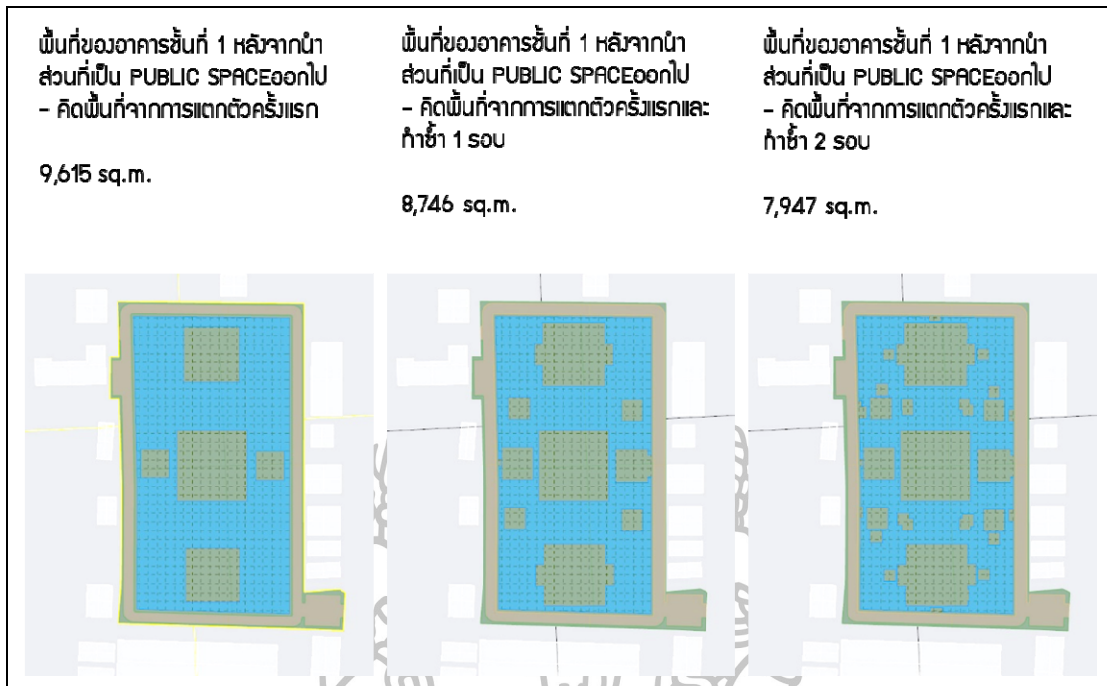 พื้นที่ของอาคารชั้นที่ 1 หลังจากนำ
ส่วนที่เป็น PUBLIC SPACEออกไป
- คิดพื้นที่จากการแตกตัวครั้งแรก
9,615 sq.m.
พื้นที่ของอาคารชั้นที่ 1 หลังจากนำ
ส่วนที่เป็น PUBLIC SPACEออกไป
- คิดพื้นที่จากการแตกตัวครั้งแรกและ
ทำซ้ำ 1 รอบ
8,746 sq.m.
พื้นที่ของอาคารชั้นที่ 1 หลังจากนำ
ส่วนที่เป็น PUBLIC SPACEออกไป
- คิดพื้นที่จากการแตกตัวครั้งแรกและ
ทำซ้ำ 2 รอบ
7,947 sq.m.